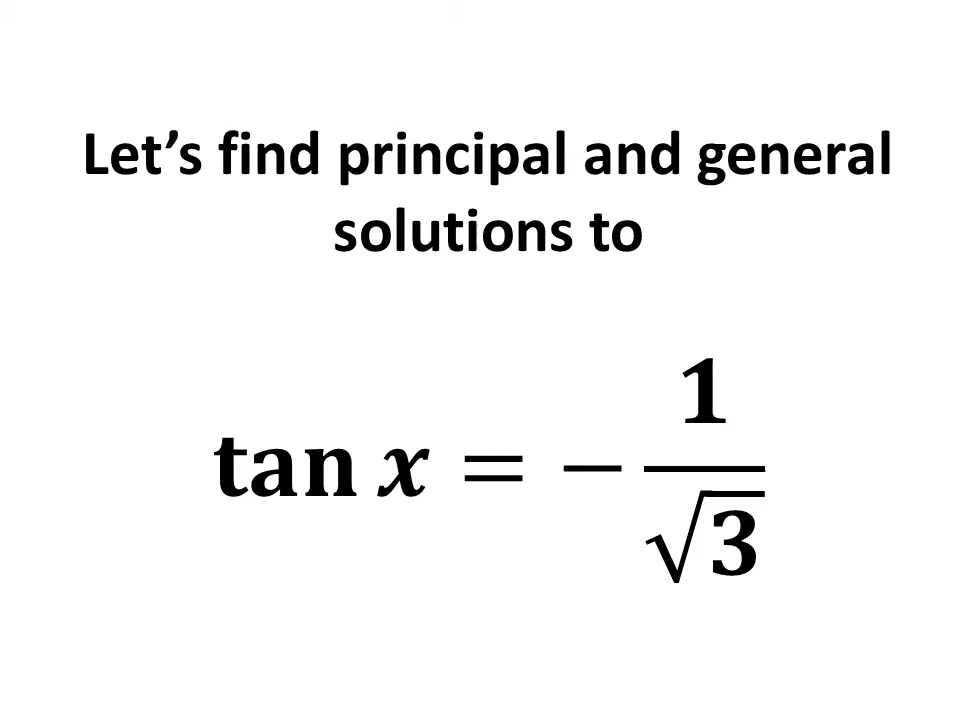 Let’s find principal and general
solutions to
tan x = − 1/√3